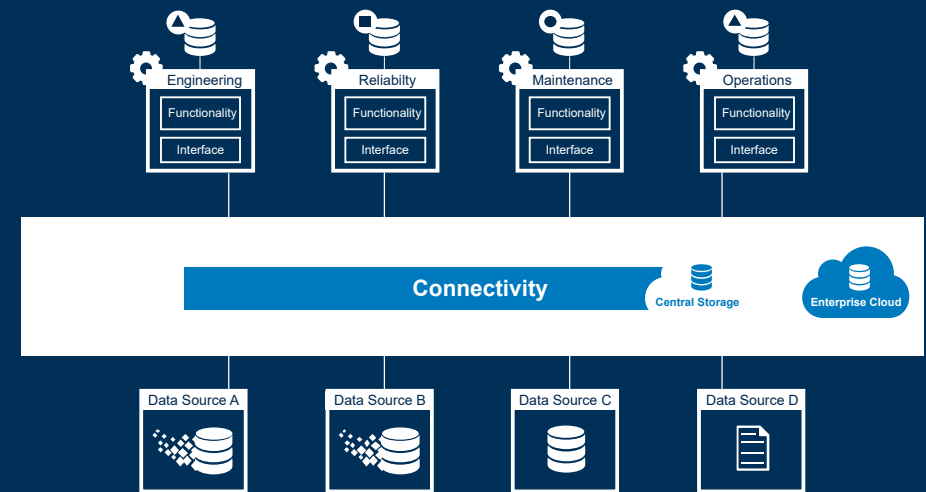 Engineering
Reliabilty
Maintenance
Operations
Functionality
Functionality
Functionality
Functionality
Interface
Interface
Interface
Interface
Connectivity
Central Storage
Enterprise Cloud
Data Source A
Data Source B
Data Source C
Data Source D